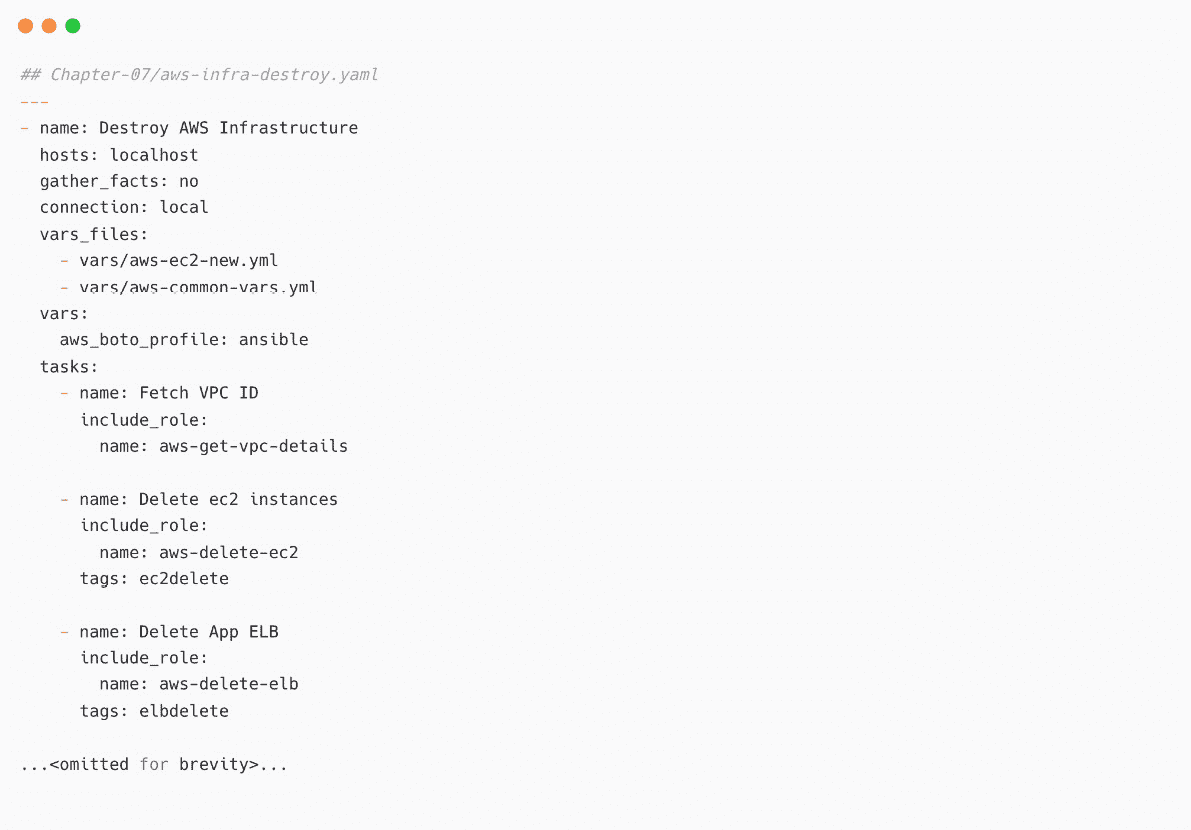 ## Chapter-07/aws-infra-destroy.yaml
---
- name: Destroy AWS Infrastructure
  hosts: localhost
  gather_facts: no
  connection: local
  vars_files:
    - vars/aws-ec2-new.yml
    - vars/aws-common-vars.yml
  vars:
    aws_boto_profile: ansible
  tasks:
    - name: Fetch VPC ID
      include_role:
        name: aws-get-vpc-details

    - name: Delete ec2 instances
      include_role:
        name: aws-delete-ec2
      tags: ec2delete

    - name: Delete App ELB
      include_role:
        name: aws-delete-elb
      tags: elbdelete

...<omitted for brevity>...